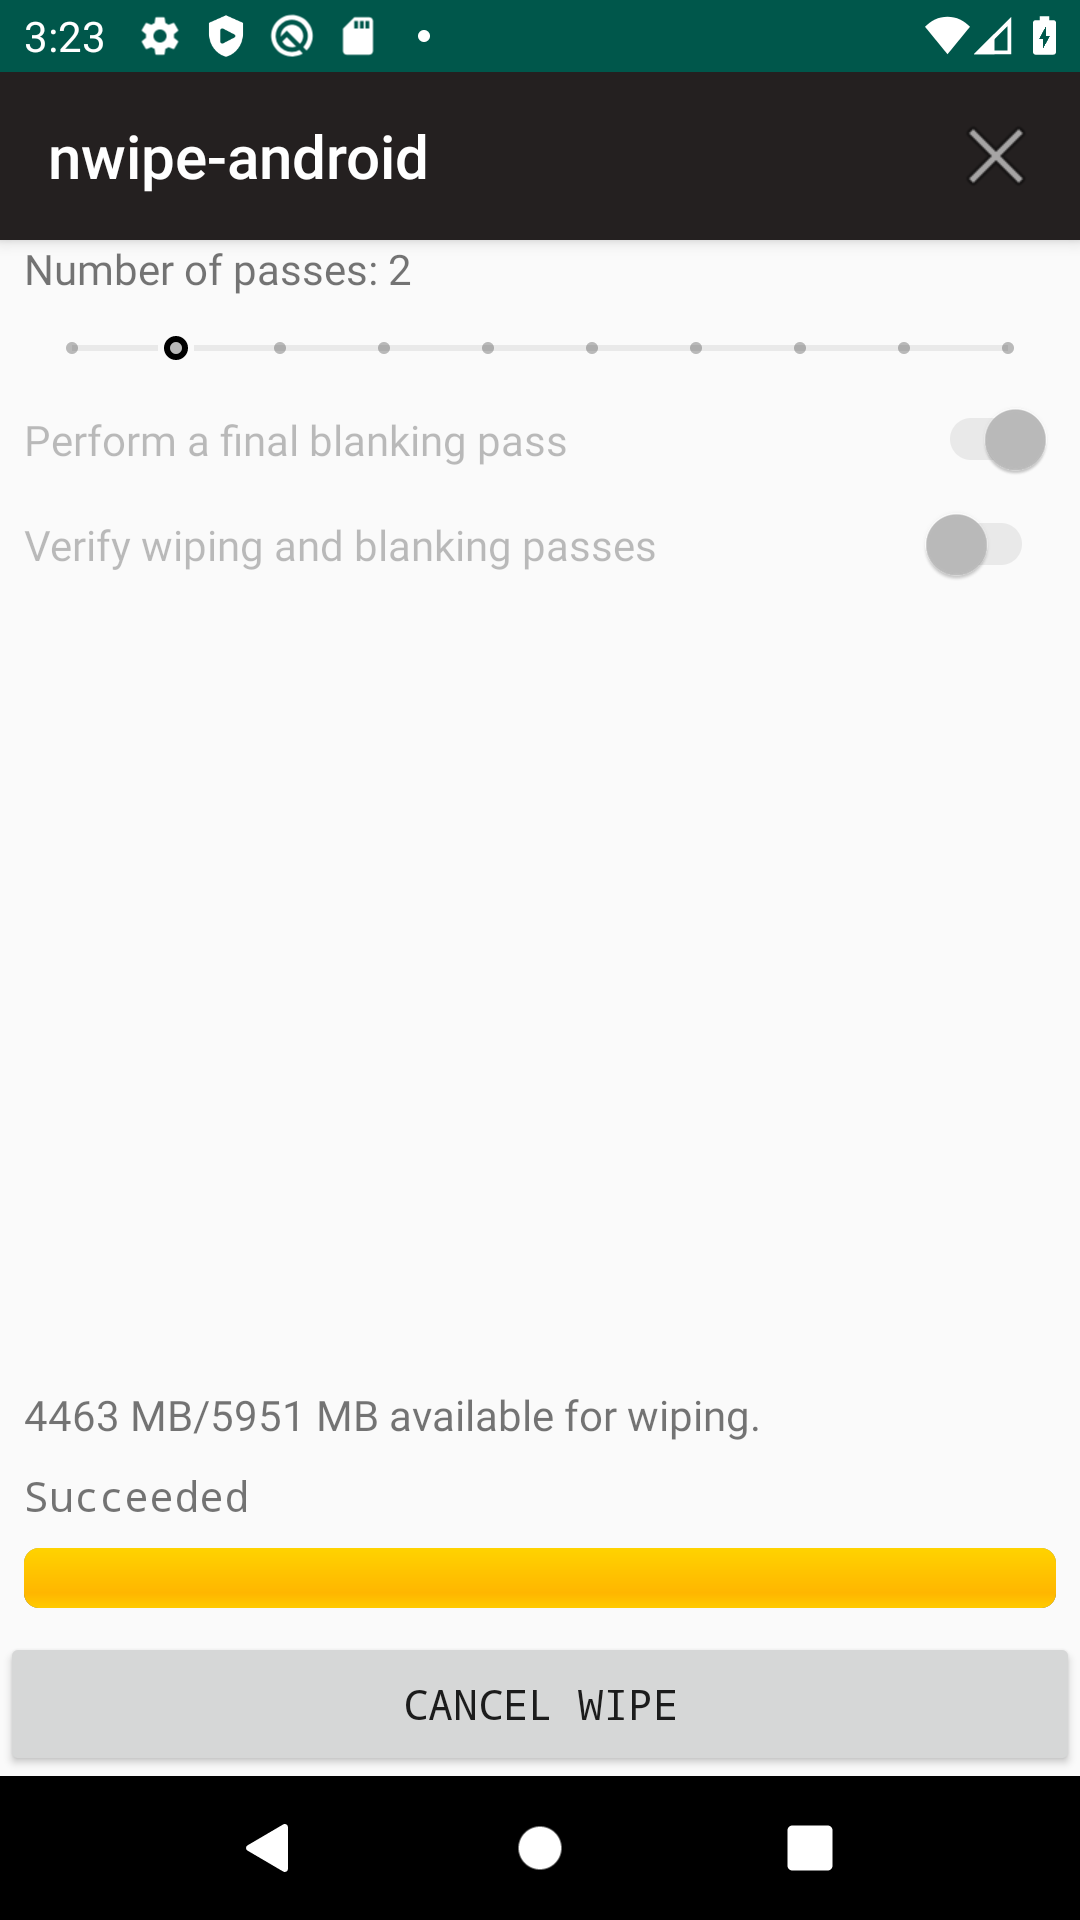 3:23
nwipe-android
Number of passes: 2
Perform a final blanking pass
Verify wiping and blanking passes
4463 MB/5951 MB available for wiping.
Succeeded
CANCEL WIPE